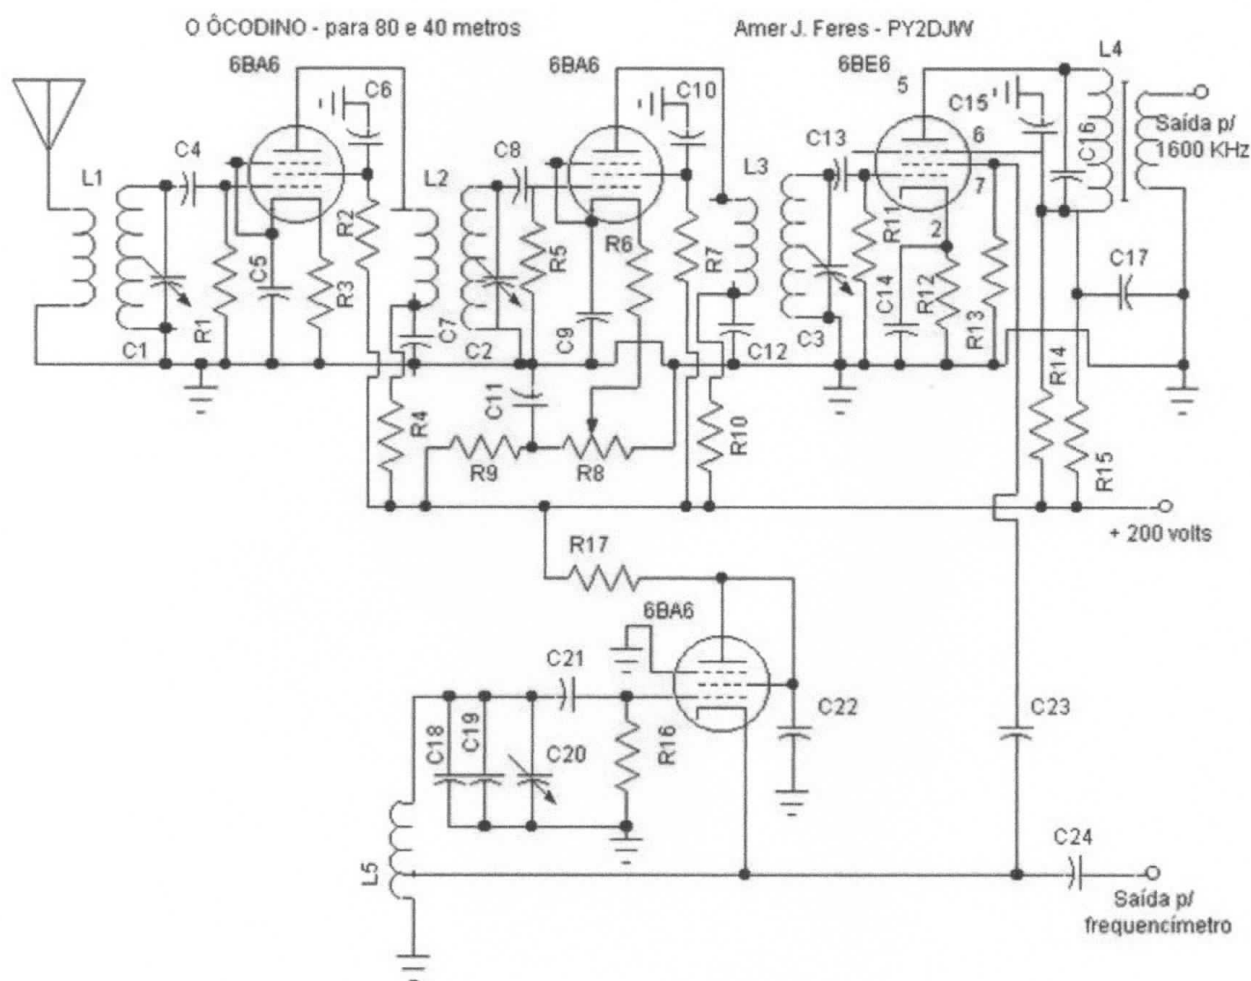 O ÔCODINO - para 80 e 40 metros
Amer J. Feres - PY2DJW
6BA6
6BA6
6BE6
L4
C6
C10
5
C15
6
C16
Saída p/
1600 KHz
C4
C8
C13
7
L1
L2
L3
R2
R5
R6
R7
R11
2
C17
C5
R3
C14
R12
R13
R1
C1
C7
C2
C9
C12
C3
R14
C11
R4
R9
R8
R10
R15
+ 200 volts
R17
6BA6
C21
C22
C23
C18
C19
C20
R16
C24
L5
Saída p/
frequencímetro